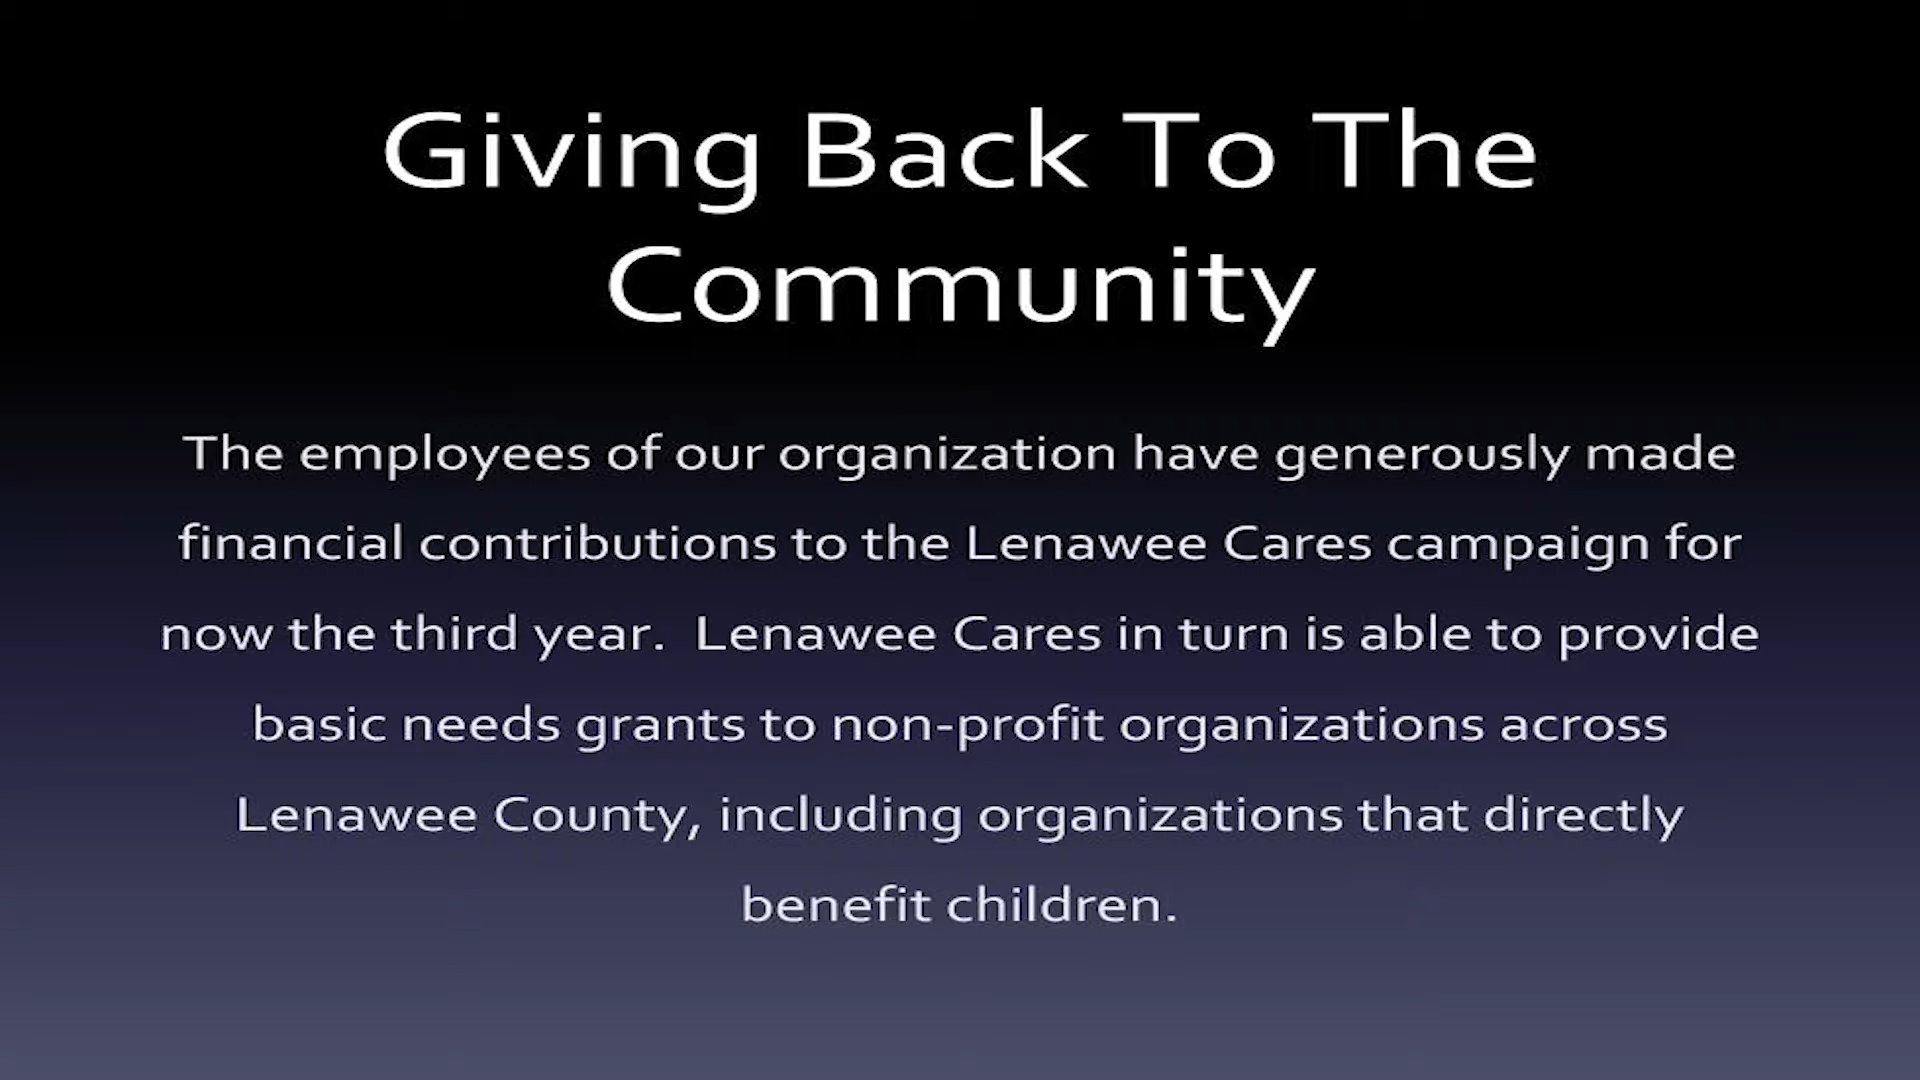 Giving Back To The
Community
The employees of our organization have generously made
financial contributions to the Lenawee Cares campaign for
now the third year.  Lenawee Cares in turn is able to provide
basic needs grants to non-profit organizations across
Lenawee County, including organizations that directly
benefit children.